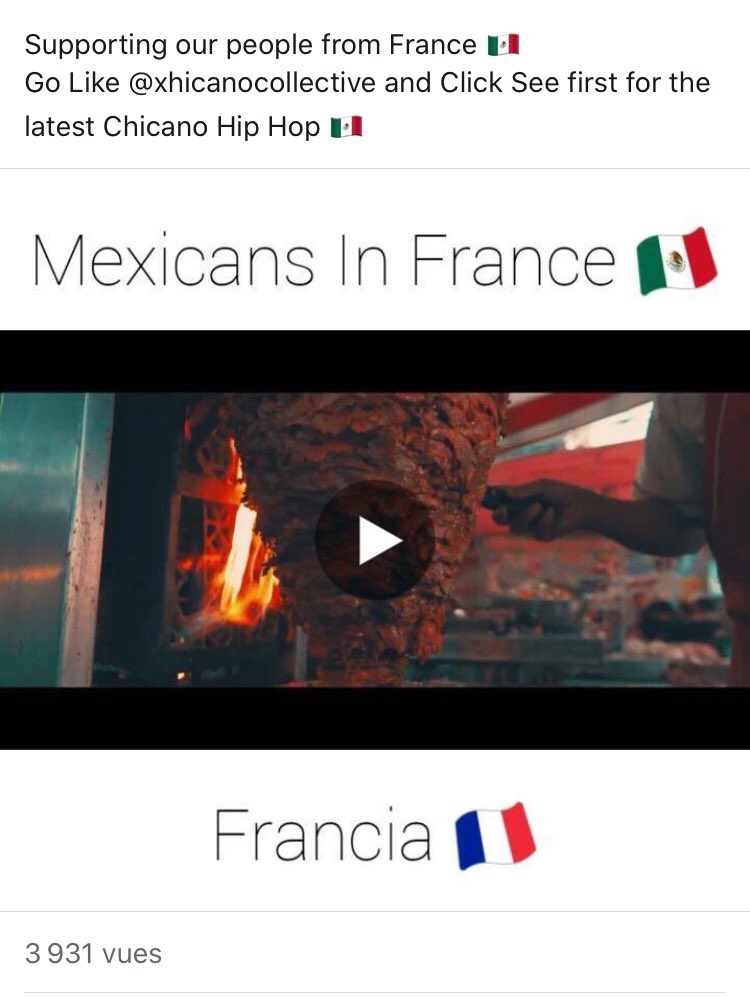 Supporting our people from France 🇲🇽
Go Like @xhicanocollective and Click See first for the
latest Chicano Hip Hop 🇲🇽
Mexicans In France 🇲🇽
Francia 🇫🇷
3 931 vues